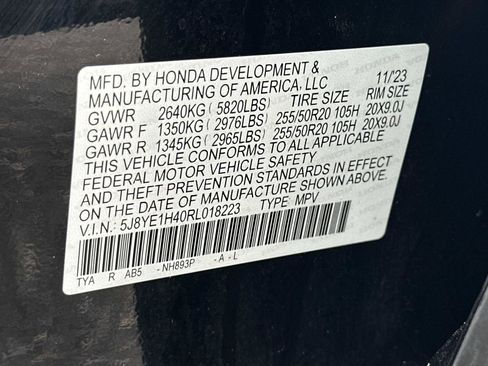 MFD. BY HONDA DEVELOPMENT & 11/23
MANUFACTURING OF AMERICA, LLC
GVWR 2640KG ( 5820LBS) TIRE SIZE RIM SIZE
GAWR F 1350KG ( 2976LBS) 255/50R20 105H 20X9.0J
GAWR R 1345KG ( 2965LBS) 255/50R20 105H 20X9.0J
THIS VEHICLE CONFORMS TO ALL APPLICABLE
FEDERAL MOTOR VEHICLE SAFETY
AND THEFT PREVENTION STANDARDS IN EFFECT
ON THE DATE OF MANUFACTURE SHOWN ABOVE.
V.I.N.: 5J8YE1H40RL018223 TYPE: MPV
TYA R AB5 -NH893P -A - L